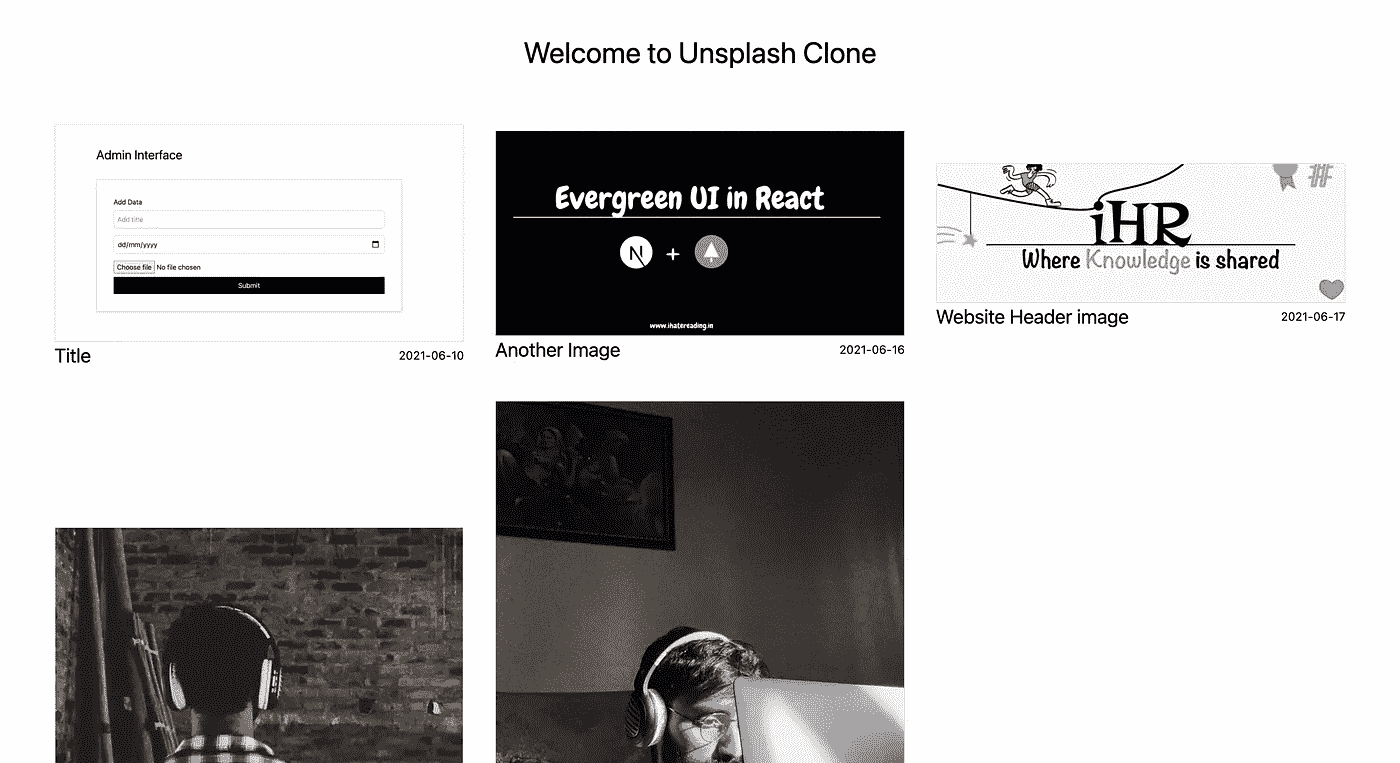 Welcome to Unsplash Clone
Admin Interface
Add Data
Add title
dd/mm/yyyy
Choose file No file chosen
Submit
Title 2021-06-10
Evergreen UI in React
N +
www.ihatereading.in
Another Image 2021-06-16
#
iHR
Where Knowledge is shared
Website Header image 2021-06-17